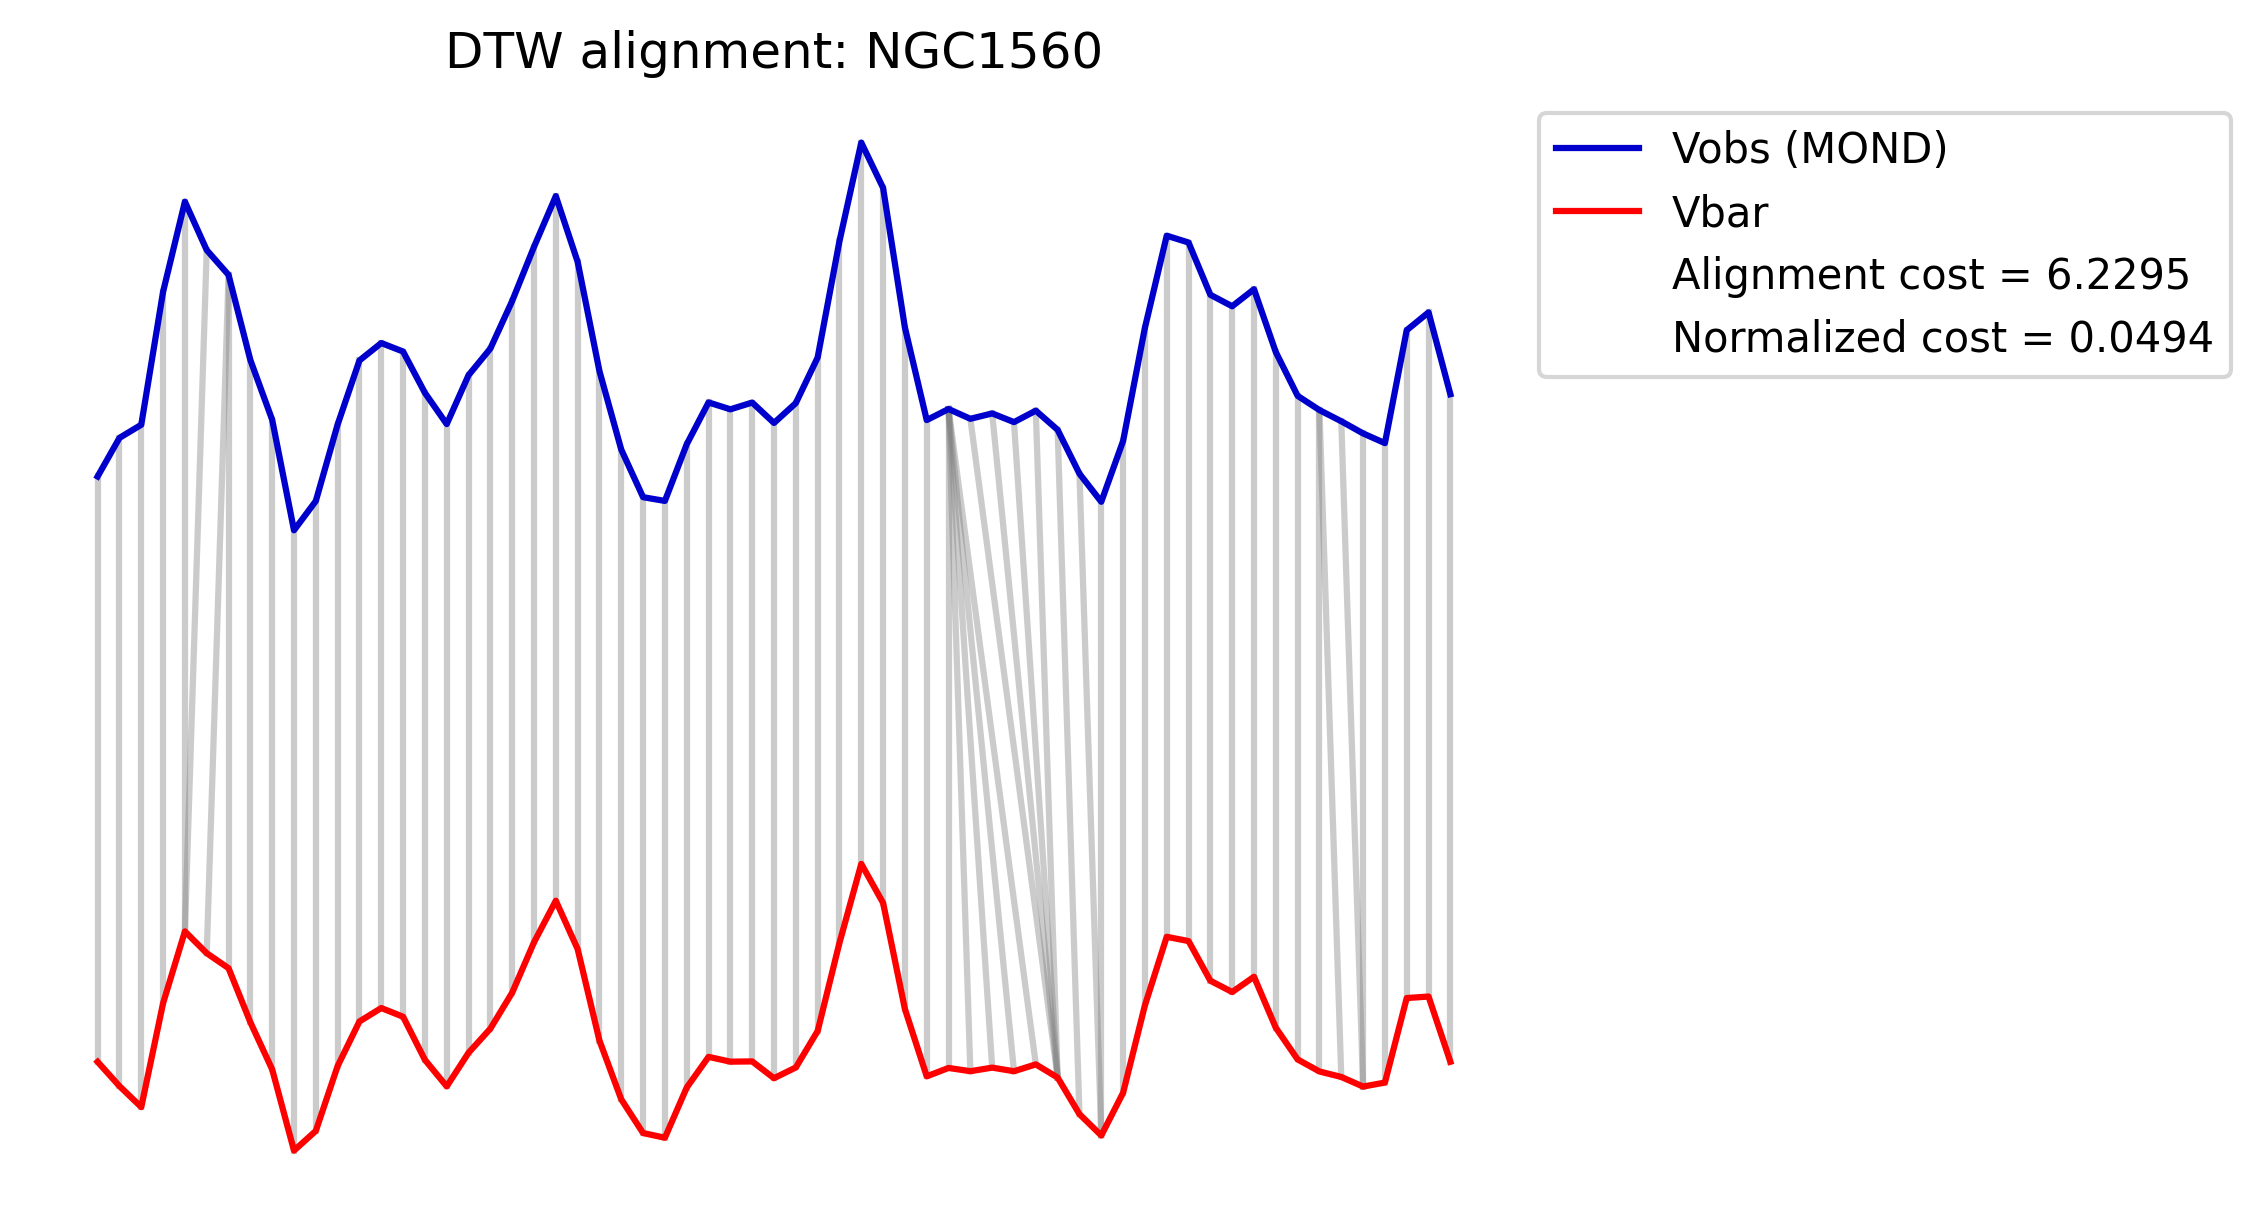 DTW alignment: NGC1560
Vobs (MOND)
Vbar
Alignment cost = 6.2295
Normalized cost = 0.0494